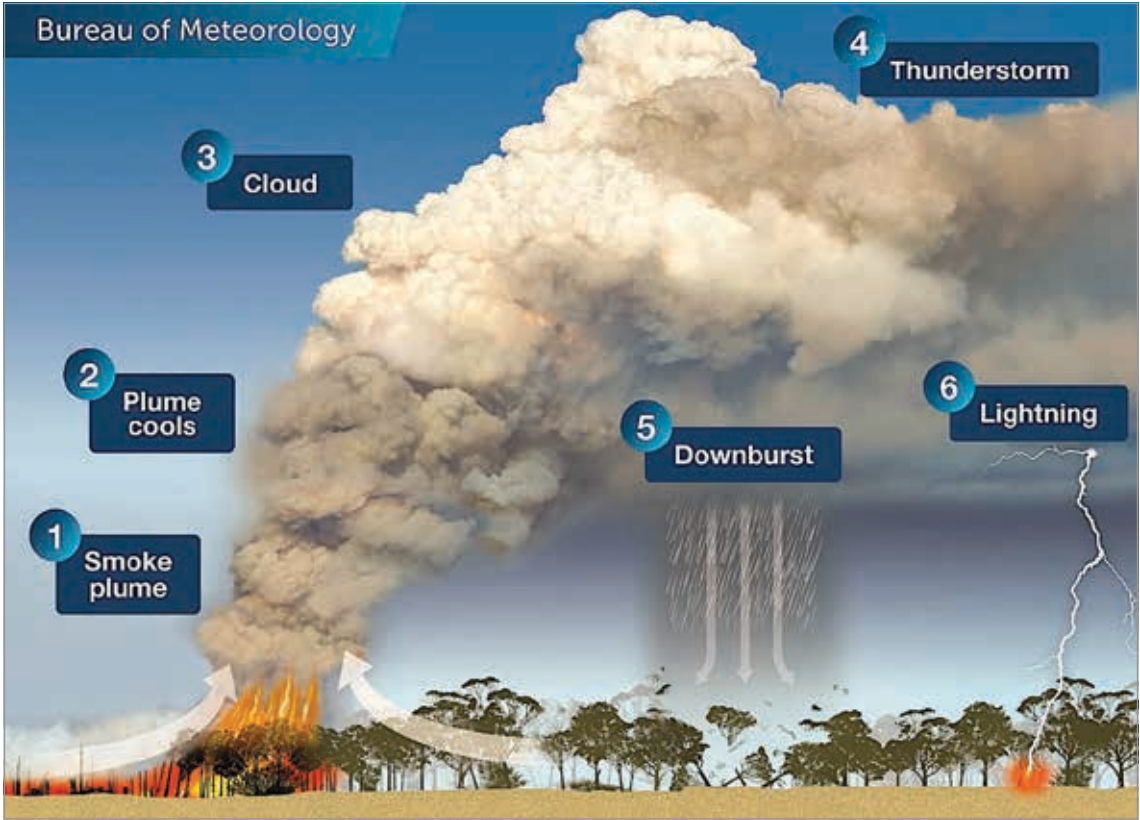 Bureau of Meteorology
4
Thunderstorm
3
Cloud
2
Plume
cools
6
Lightning
5
Downburst
1
Smoke
plume